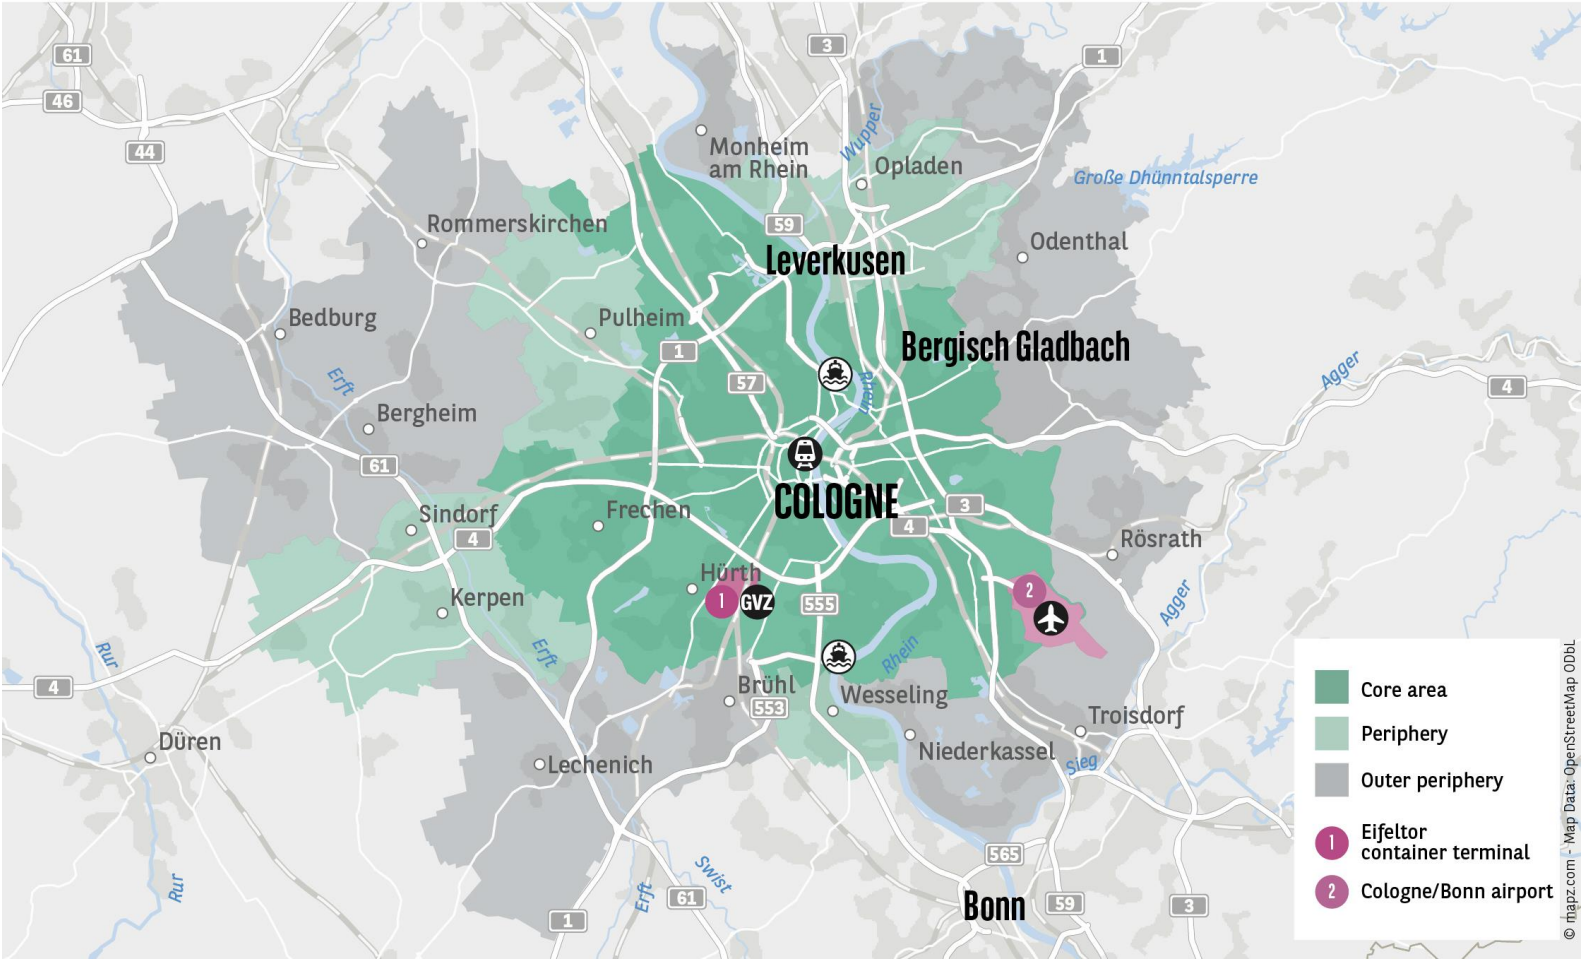 61
3
1
46
44
Monheim
am Rhein
Wupper
Opladen
Große Dhünntalsperre
Rommerskirchen
59
Odenthal
Leverkusen
Bedburg
Pulheim
Bergisch Gladbach
1
57
Erft
Rhein
Agger
4
Bergheim
61
COLOGNE
Sindorf
Frechen
3
4
4
Rösrath
Hürth
1
GVZ
555
2
Kerpen
Agger
Rur
Erft
Rhein
4
Brühl
553
Wesseling
Troisdorf
Düren
Lechenich
Niederkassel
Sieg
565
Swist
Rur
Erft
61
Bonn
59
3
1
Core area
Periphery
Outer periphery
1
Eifeltor
container terminal
2
Cologne/Bonn airport
© mapz.com - Map Data: OpenStreetMap ODbL